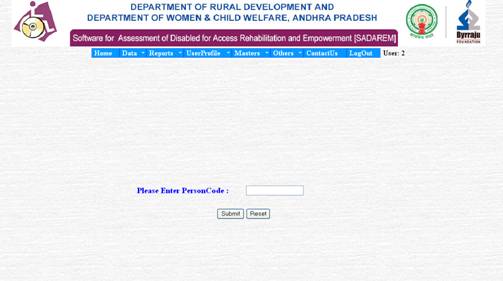 DEPARTMENT OF RURAL DEVELOPMENT AND
DEPARTMENT OF WOMEN & CHILD WELFARE, ANDHRA PRADESH
Software for Assessment of Disabled for Access Rehabilitation and Empowerment [SADAREM]
Byrraju
FOUNDATION
Home Data Reports UserProfile Masters Others ContactUs LogOut User: 2
Please Enter PersonCode :
Submit Reset